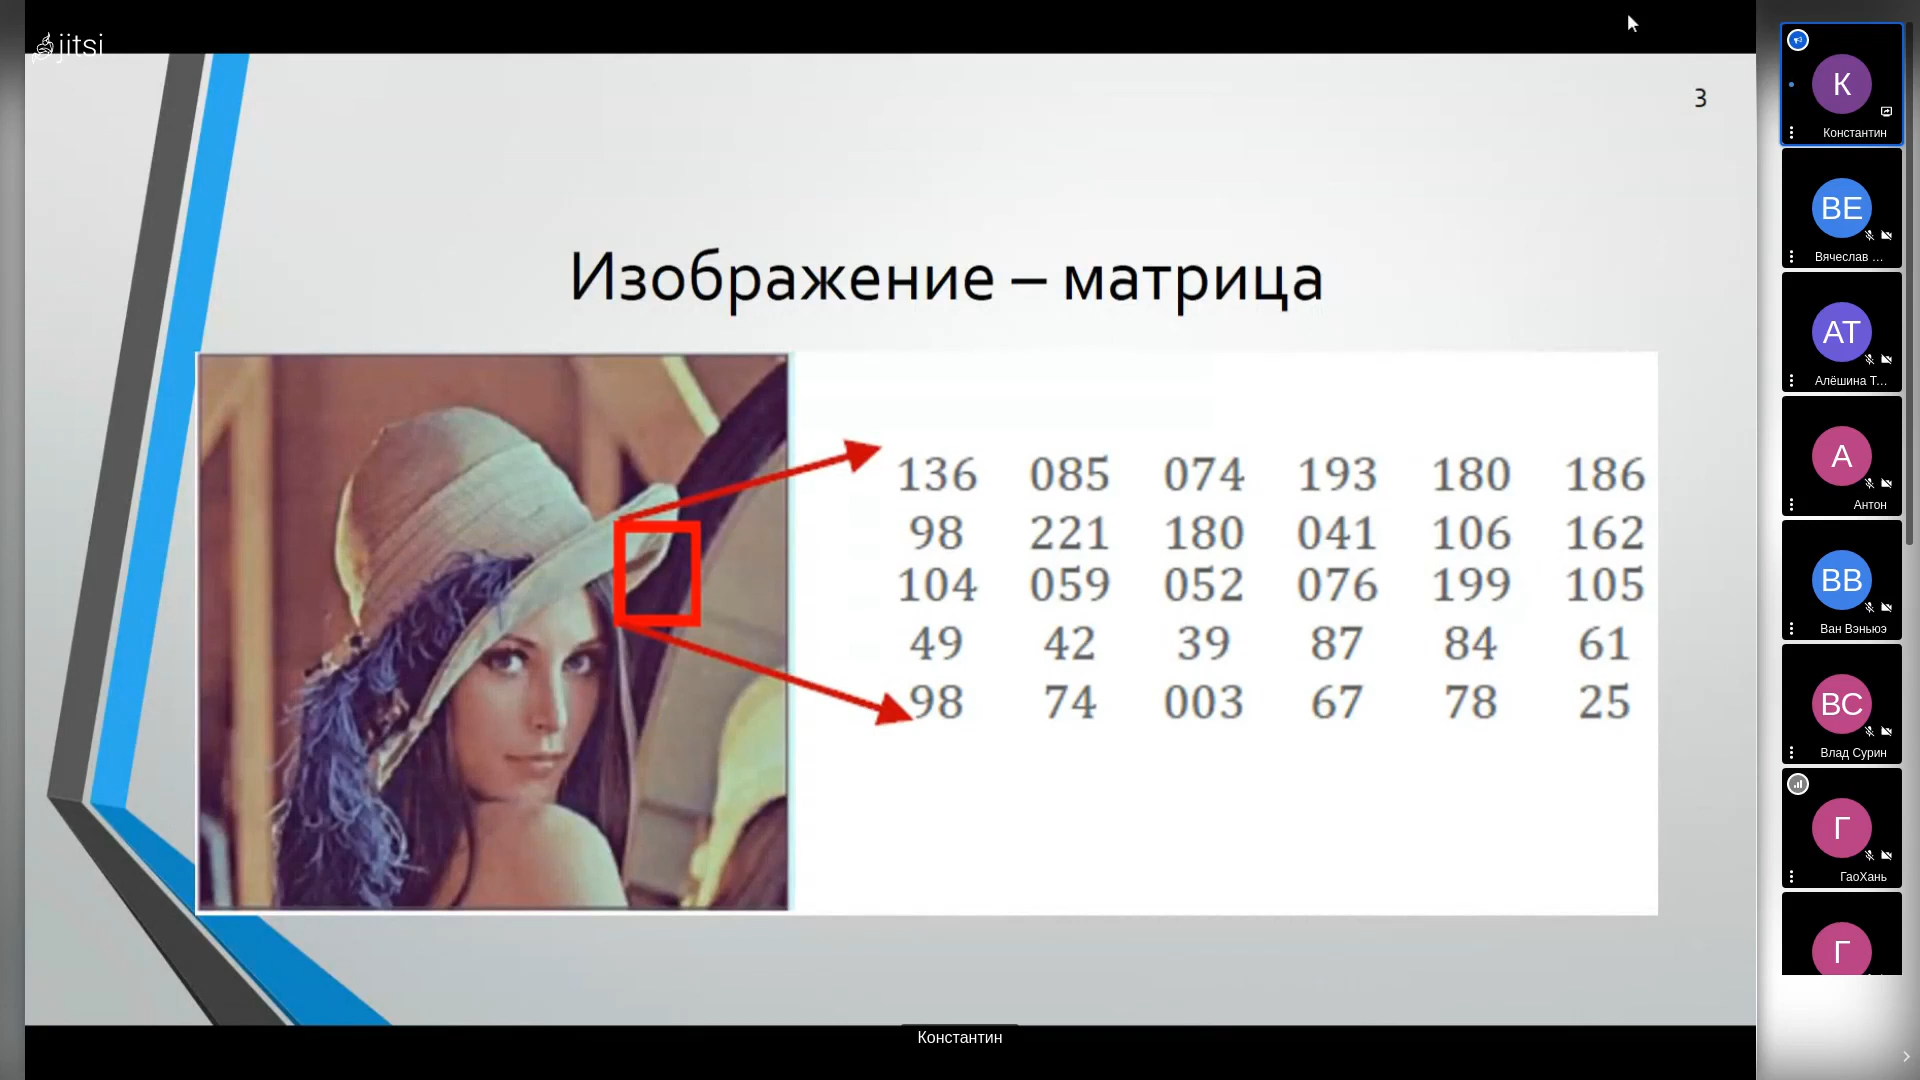 jitsi
3
Изображение – матрица
136 085 074 193 180 186
98 221 180 041 106 162
104 059 052 076 199 105
49 42 39 87 84 61
98 74 003 67 78 25
Константин
К
Константин
ВЕ
Вячеслав ...
АТ
Алёшина Т...
А
Антон
ВВ
Ван Вэньюэ
ВС
Влад Сурин
Г
ГаоХань
Г